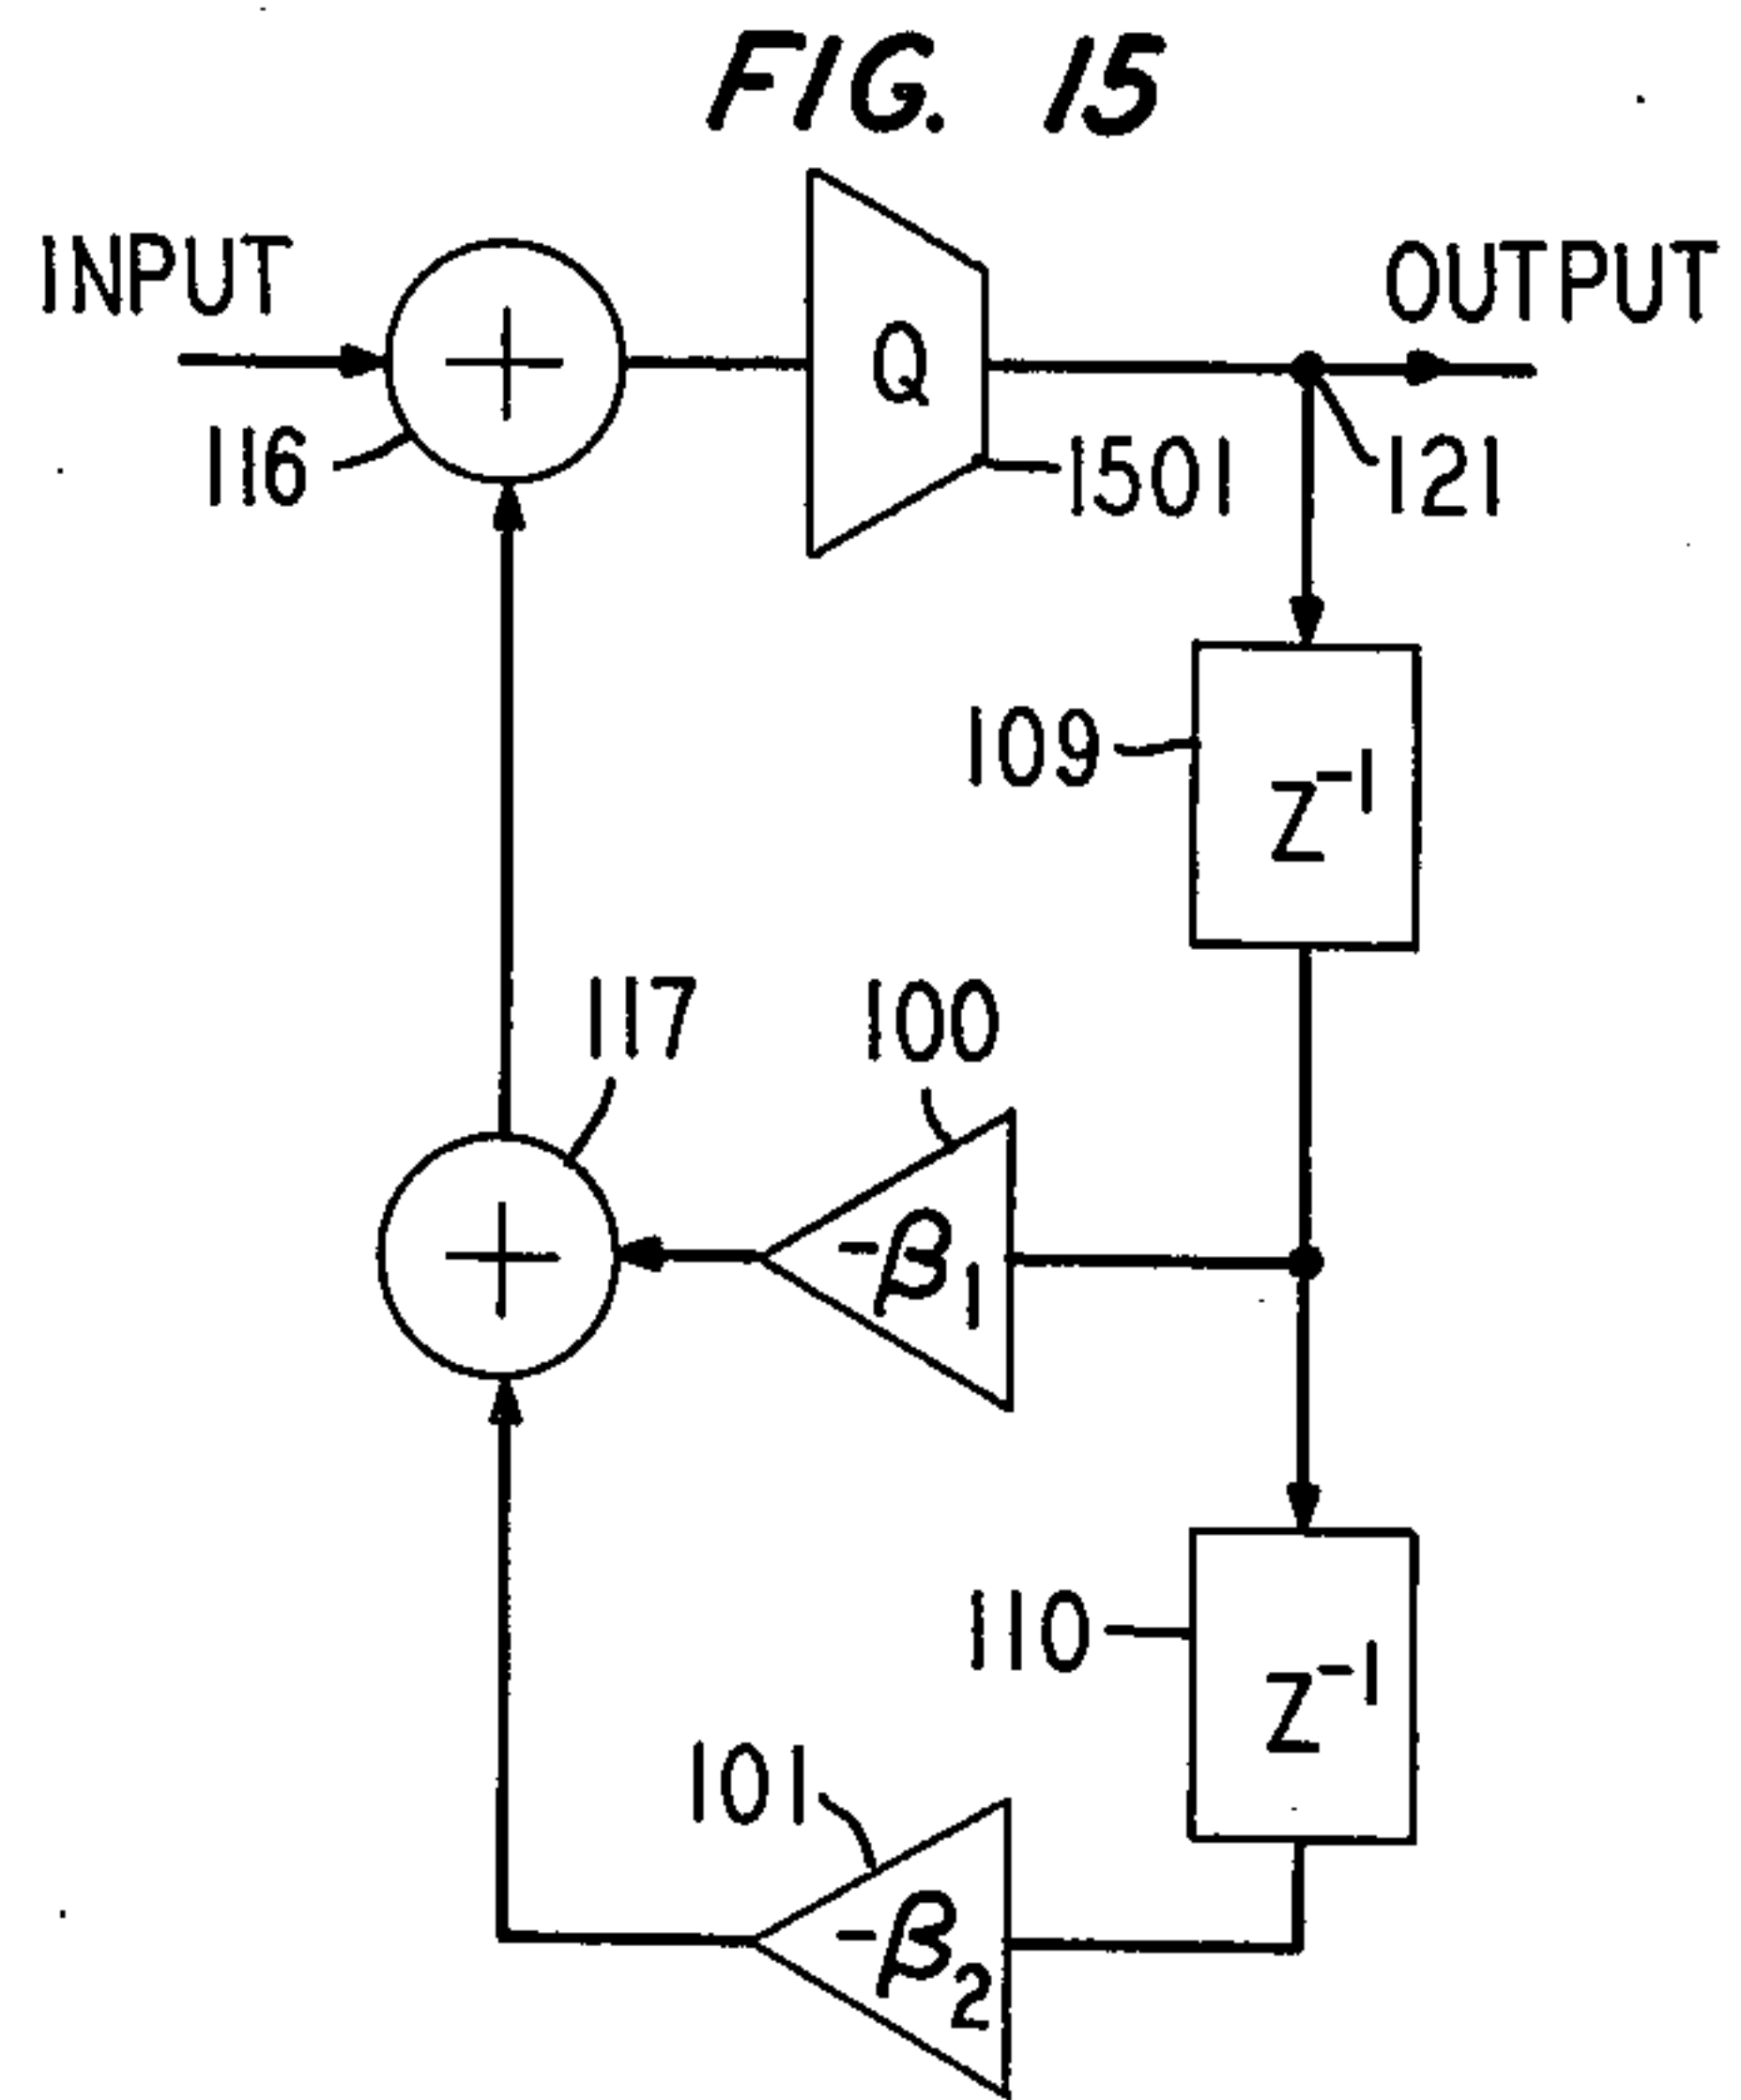 FIG. 15
INPUT
OUTPUT
Q
116
1501
121
109
Z⁻¹
117
100
-β₁
110
Z⁻¹
101
-β₂